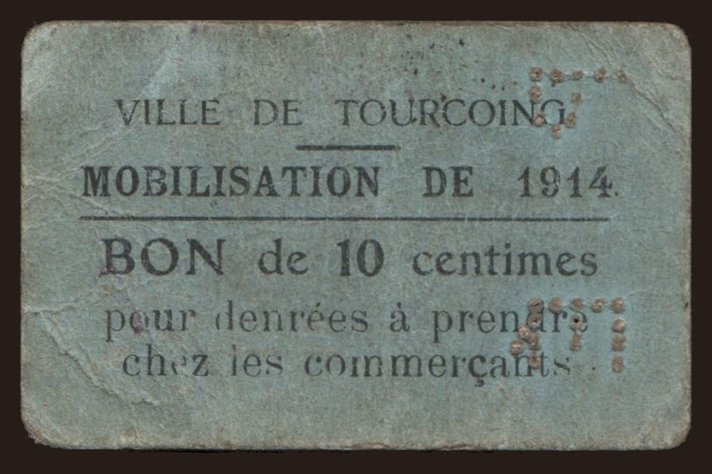 VILLE DE TOURCOING
MOBILISATION DE 1914.
BON de 10 centimes
pour denrées à prendre
chez les commerçants.